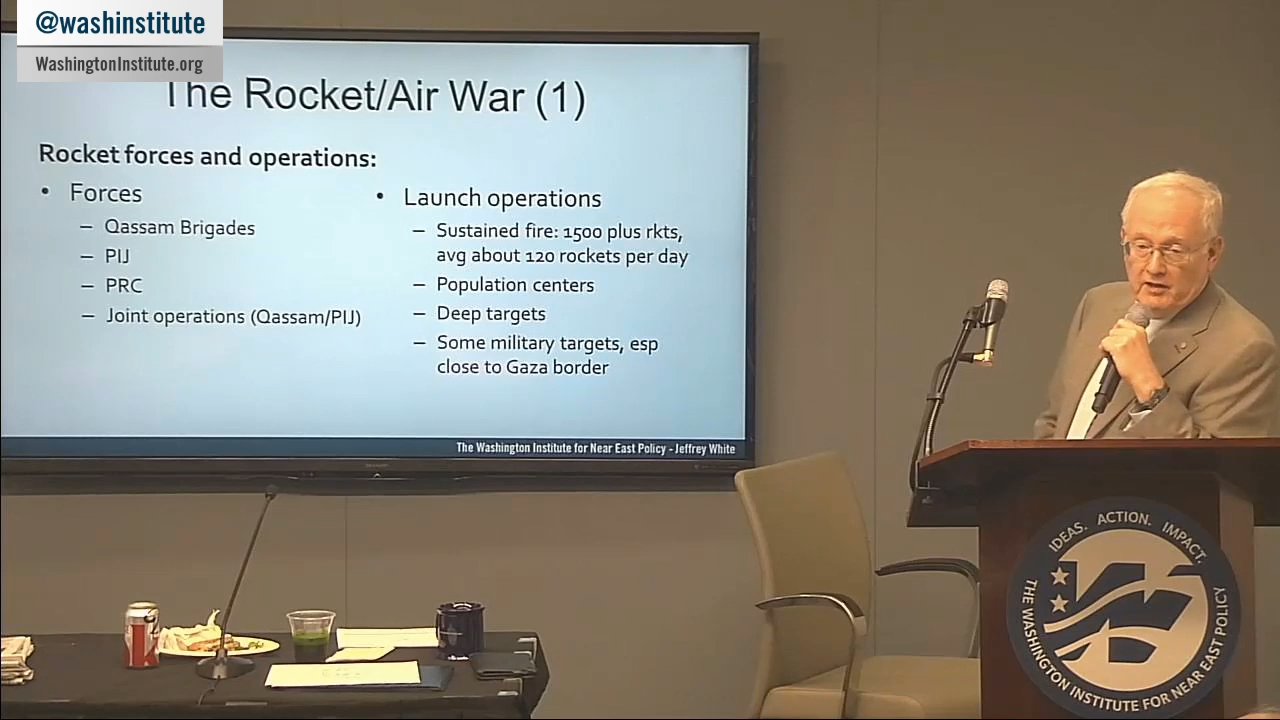 @washinstitute
WashingtonInstitute.org
The Rocket/Air War (1)
Rocket forces and operations:
• Forces
– Qassam Brigades
– PIJ
– PRC
– Joint operations (Qassam/PIJ)
• Launch operations
– Sustained fire: 1500 plus rkts,
avg about 120 rockets per day
– Population centers
– Deep targets
– Some military targets, esp
close to Gaza border
The Washington Institute for Near East Policy - Jeffrey White
IDEAS. ACTION. IMPACT.
THE WASHINGTON INSTITUTE FOR NEAR EAST POLICY